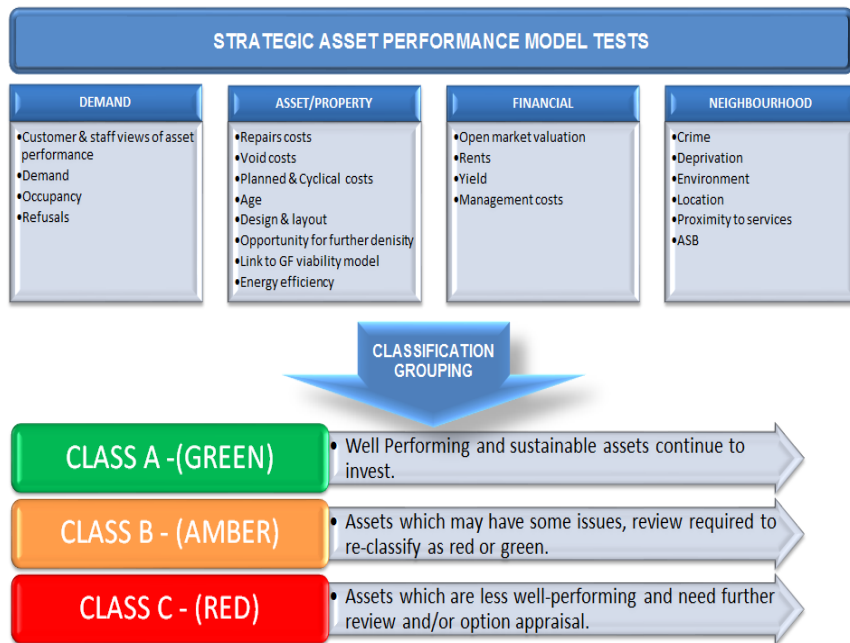 STRATEGIC ASSET PERFORMANCE MODEL TESTS
DEMAND
•Customer & staff views of asset
performance
•Demand
•Occupancy
•Refusals
ASSET/PROPERTY
•Repairs costs
•Void costs
•Planned & Cyclical costs
•Age
•Design & layout
•Opportunity for further denisity
•Link to GF viability model
•Energy efficiency
FINANCIAL
•Open market valuation
•Rents
•Yield
•Management costs
NEIGHBOURHOOD
•Crime
•Deprivation
•Environment
•Location
•Proximity to services
•ASB
CLASSIFICATION
GROUPING
CLASS A -(GREEN)
• Well Performing and sustainable assets continue to
invest.
CLASS B - (AMBER)
• Assets which may have some issues, review required to
re-classify as red or green.
CLASS C - (RED)
• Assets which are less well-performing and need further
review and/or option appraisal.